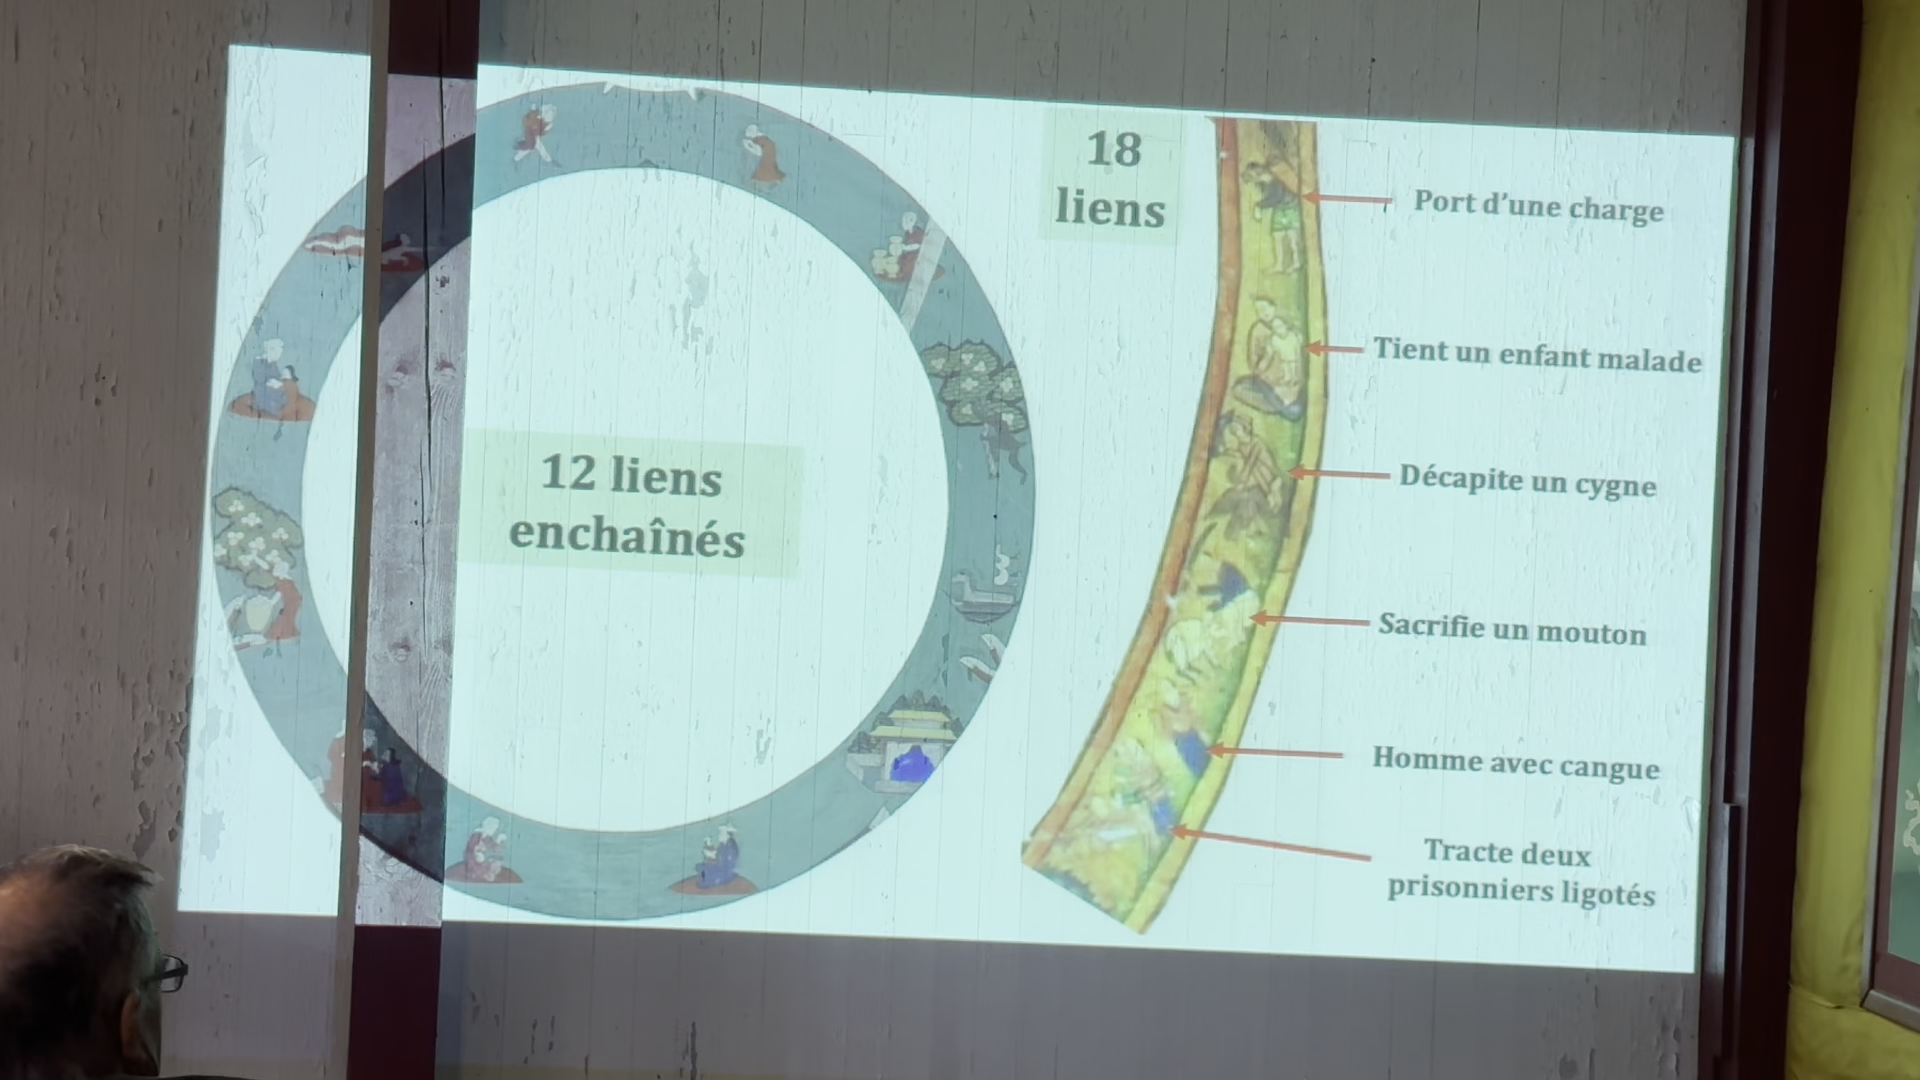 12 liens
enchaînés
18
liens
Port d'une charge
Tient un enfant malade
Décapite un cygne
Sacrifie un mouton
Homme avec cangue
Tracte deux
prisonniers ligotés